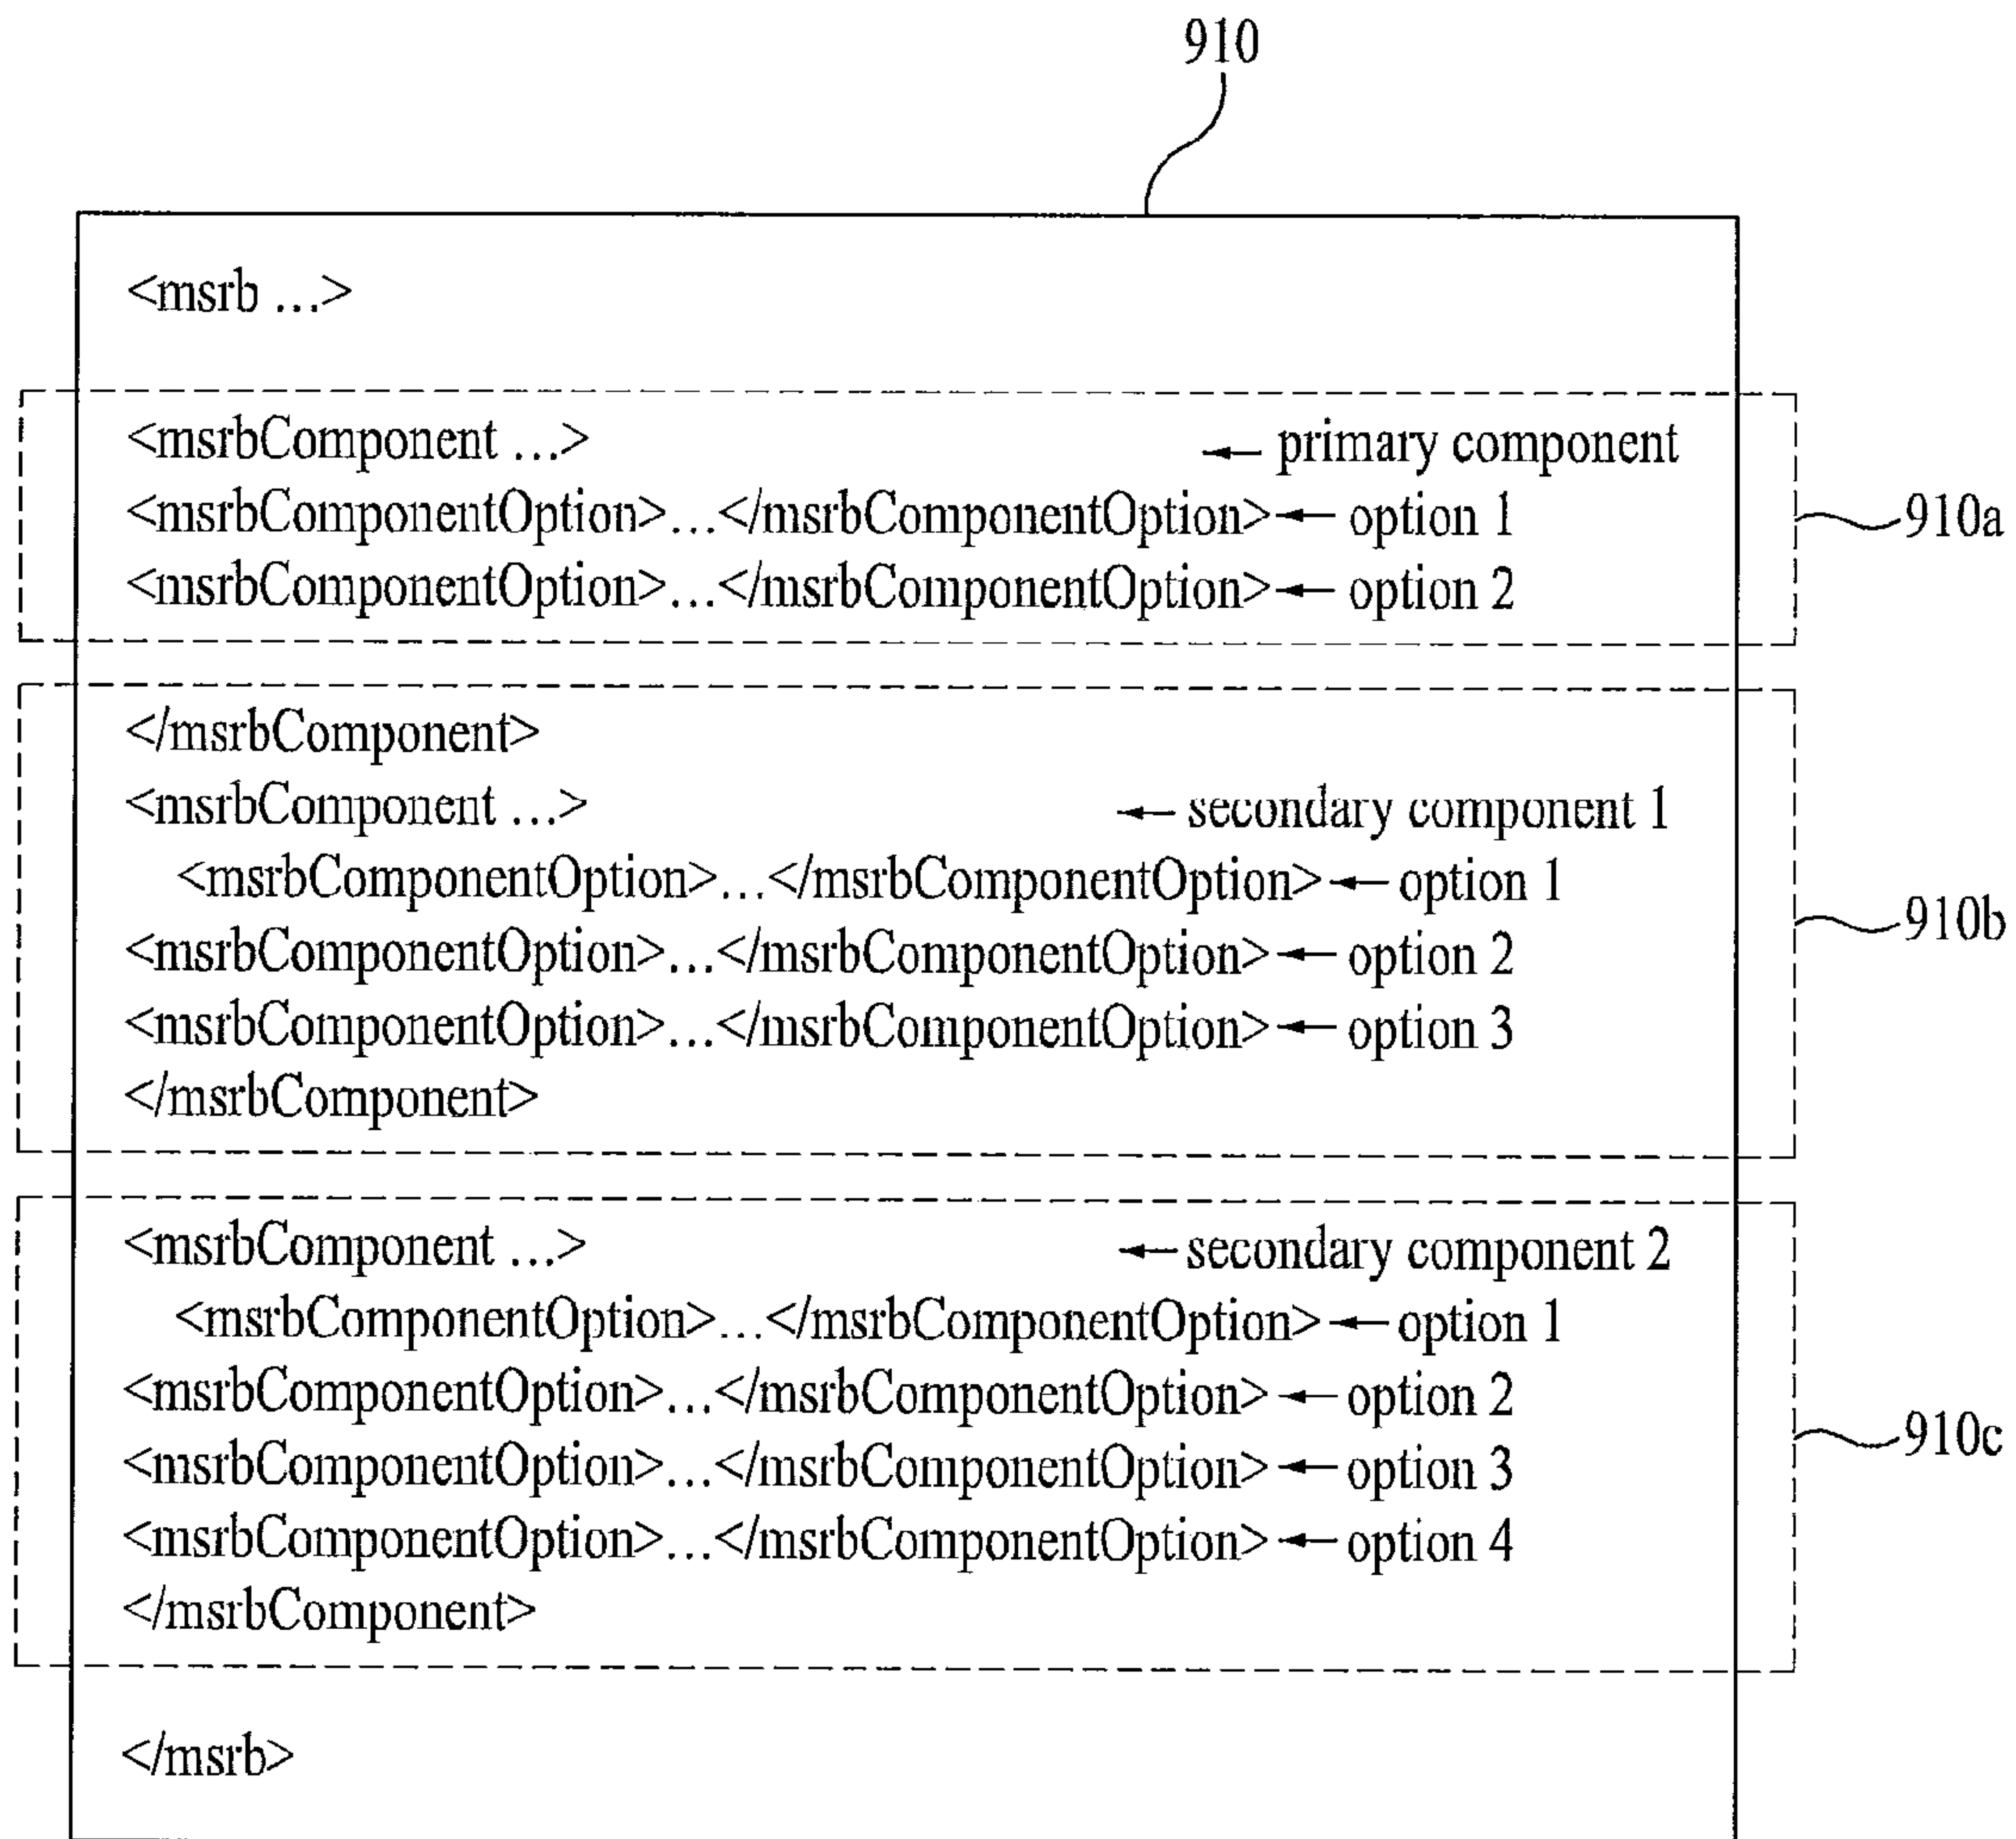 910
<msrb ...>
<msrbComponent ...> ← primary component
<msrbComponentOption>...</msrbComponentOption> ← option 1
<msrbComponentOption>...</msrbComponentOption> ← option 2
910a
</msrbComponent>
<msrbComponent ...> ← secondary component 1
<msrbComponentOption>...</msrbComponentOption> ← option 1
<msrbComponentOption>...</msrbComponentOption> ← option 2
<msrbComponentOption>...</msrbComponentOption> ← option 3
</msrbComponent>
910b
<msrbComponent ...> ← secondary component 2
<msrbComponentOption>...</msrbComponentOption> ← option 1
<msrbComponentOption>...</msrbComponentOption> ← option 2
<msrbComponentOption>...</msrbComponentOption> ← option 3
<msrbComponentOption>...</msrbComponentOption> ← option 4
</msrbComponent>
910c
</msrb>